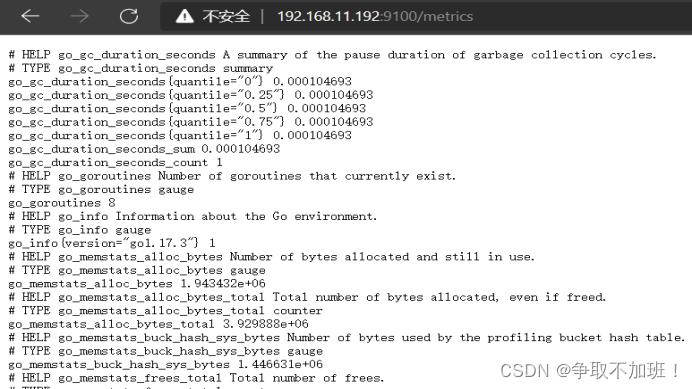 不安全 | 192.168.11.192:9100/metrics
# HELP go_gc_duration_seconds A summary of the pause duration of garbage collection cycles.
# TYPE go_gc_duration_seconds summary
go_gc_duration_seconds{quantile="0"} 0.000104693
go_gc_duration_seconds{quantile="0.25"} 0.000104693
go_gc_duration_seconds{quantile="0.5"} 0.000104693
go_gc_duration_seconds{quantile="0.75"} 0.000104693
go_gc_duration_seconds{quantile="1"} 0.000104693
go_gc_duration_seconds_sum 0.000104693
go_gc_duration_seconds_count 1
# HELP go_goroutines Number of goroutines that currently exist.
# TYPE go_goroutines gauge
go_goroutines 8
# HELP go_info Information about the Go environment.
# TYPE go_info gauge
go_info{version="go1.17.3"} 1
# HELP go_memstats_alloc_bytes Number of bytes allocated and still in use.
# TYPE go_memstats_alloc_bytes gauge
go_memstats_alloc_bytes 1.943432e+06
# HELP go_memstats_alloc_bytes_total Total number of bytes allocated, even if freed.
# TYPE go_memstats_alloc_bytes_total counter
go_memstats_alloc_bytes_total 3.929888e+06
# HELP go_memstats_buck_hash_sys_bytes Number of bytes used by the profiling bucket hash table.
# TYPE go_memstats_buck_hash_sys_bytes gauge
go_memstats_buck_hash_sys_bytes 1.446631e+06
# HELP go_memstats_frees_total Total number of frees.
CSDN @争取不加班！